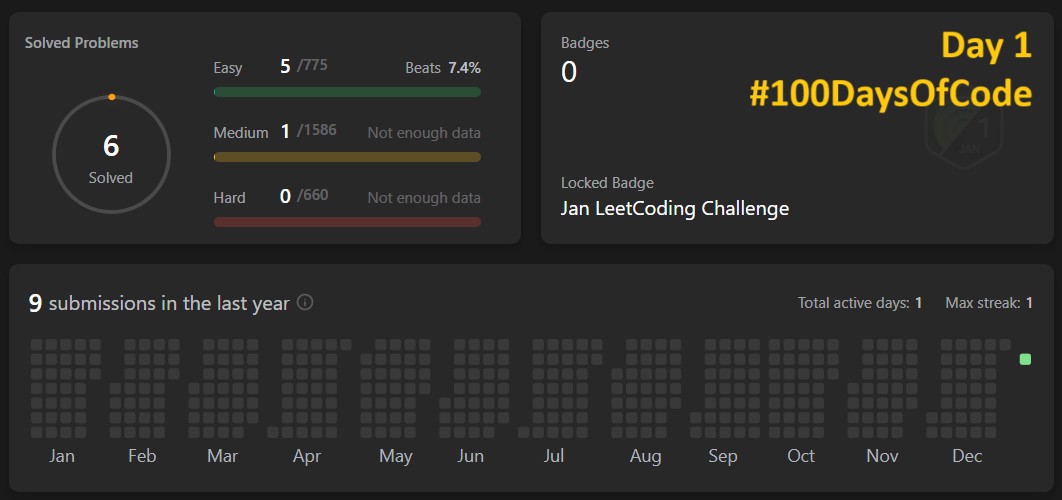 Solved Problems
6
Solved
Easy 5 /775 Beats 7.4%
Medium 1 /1586 Not enough data
Hard 0 /660 Not enough data
Badges
0
Day 1
#100DaysOfCode
1
JAN
Locked Badge
Jan LeetCoding Challenge
9 submissions in the last year
Total active days: 1 Max streak: 1
Jan Feb Mar Apr May Jun Jul Aug Sep Oct Nov Dec